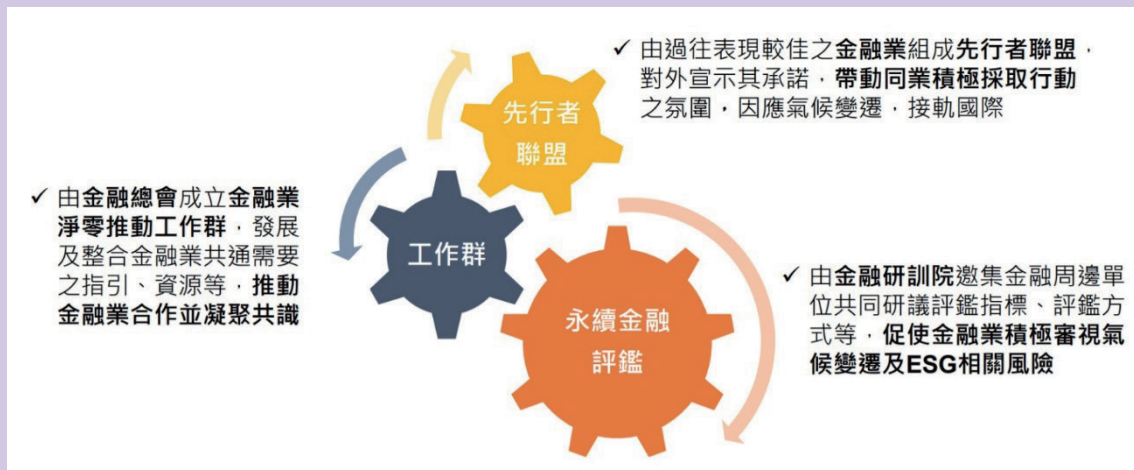 ✓ 由過往表現較佳之金融業組成先行者聯盟，
對外宣示其承諾，帶動同業積極採取行動
之氛圍，因應氣候變遷，接軌國際
先行者
聯盟
✓ 由金融總會成立金融業
淨零推動工作群，發展
及整合金融業共通需要
之指引、資源等，推動
金融業合作並凝聚共識
工作群
✓ 由金融研訓院邀集金融周邊單
位共同研議評鑑指標、評鑑方
式等，促使金融業積極審視氣
候變遷及ESG相關風險
永續金融
評鑑